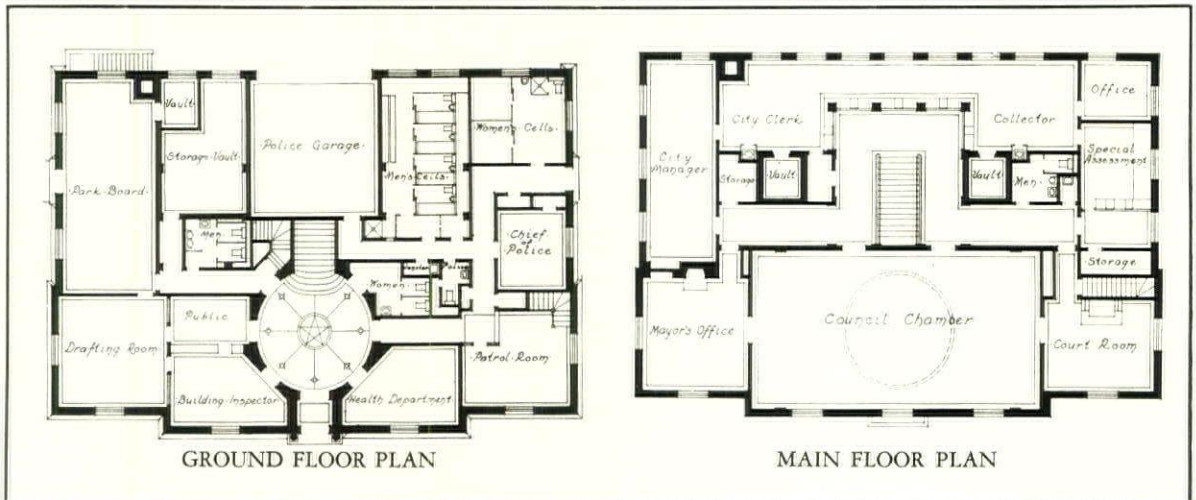 Vault
Storage Vault
Police Garage
Men's Cells
Women's Cells
Park Board
Men
Chief
of
Police
Women
Police
Public
Drafting Room
Patrol Room
Building Inspector
Health Department
GROUND FLOOR PLAN
Office
City Clerk
Collector
City
Manager
Special
Assessment
Storage
Vault
Vault
Men
Storage
Mayor's Office
Council Chamber
Court Room
MAIN FLOOR PLAN